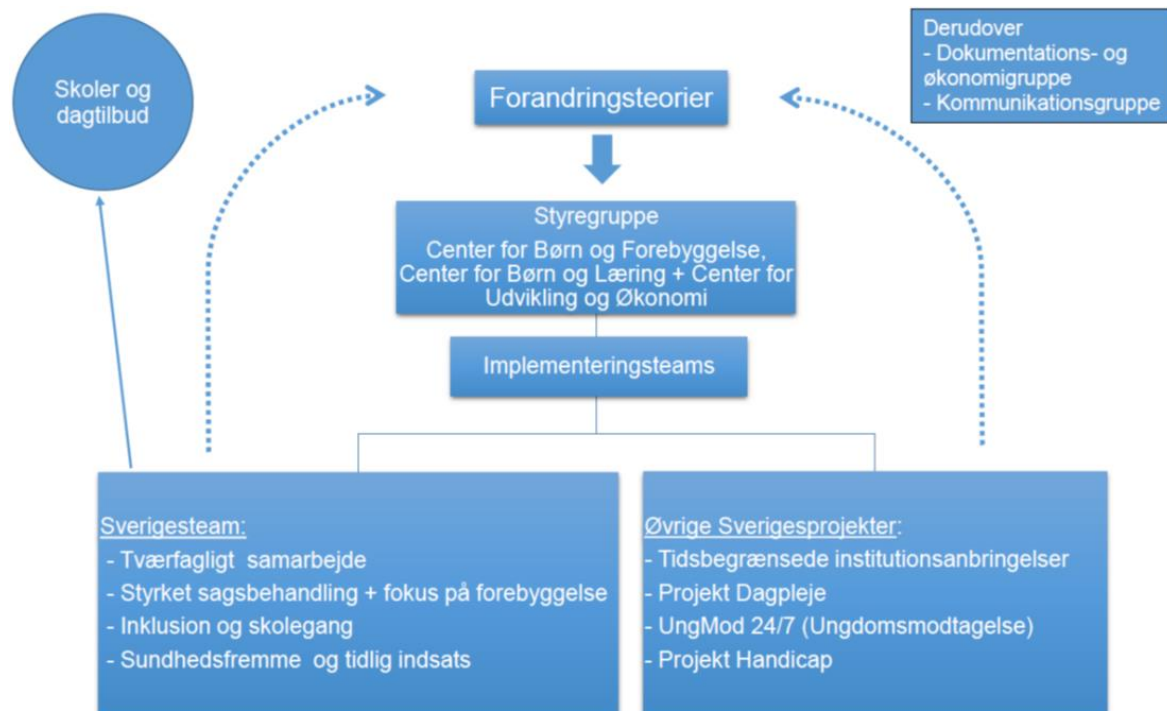 Skoler og
dagtilbud
Forandringsteorier
Derudover
- Dokumentations- og
økonomigruppe
- Kommunikationsgruppe
Styregruppe
Center for Børn og Forebyggelse,
Center for Børn og Læring + Center for
Udvikling og Økonomi
Implementeringsteams
Sverigesteam:
- Tværfagligt samarbejde
- Styrket sagsbehandling + fokus på forebyggelse
- Inklusion og skolegang
- Sundhedsfremme og tidlig indsats
Øvrige Sverigesprojekter:
- Tidsbegrænsede institutionsanbringelser
- Projekt Dagpleje
- UngMod 24/7 (Ungdomsmodtagelse)
- Projekt Handicap